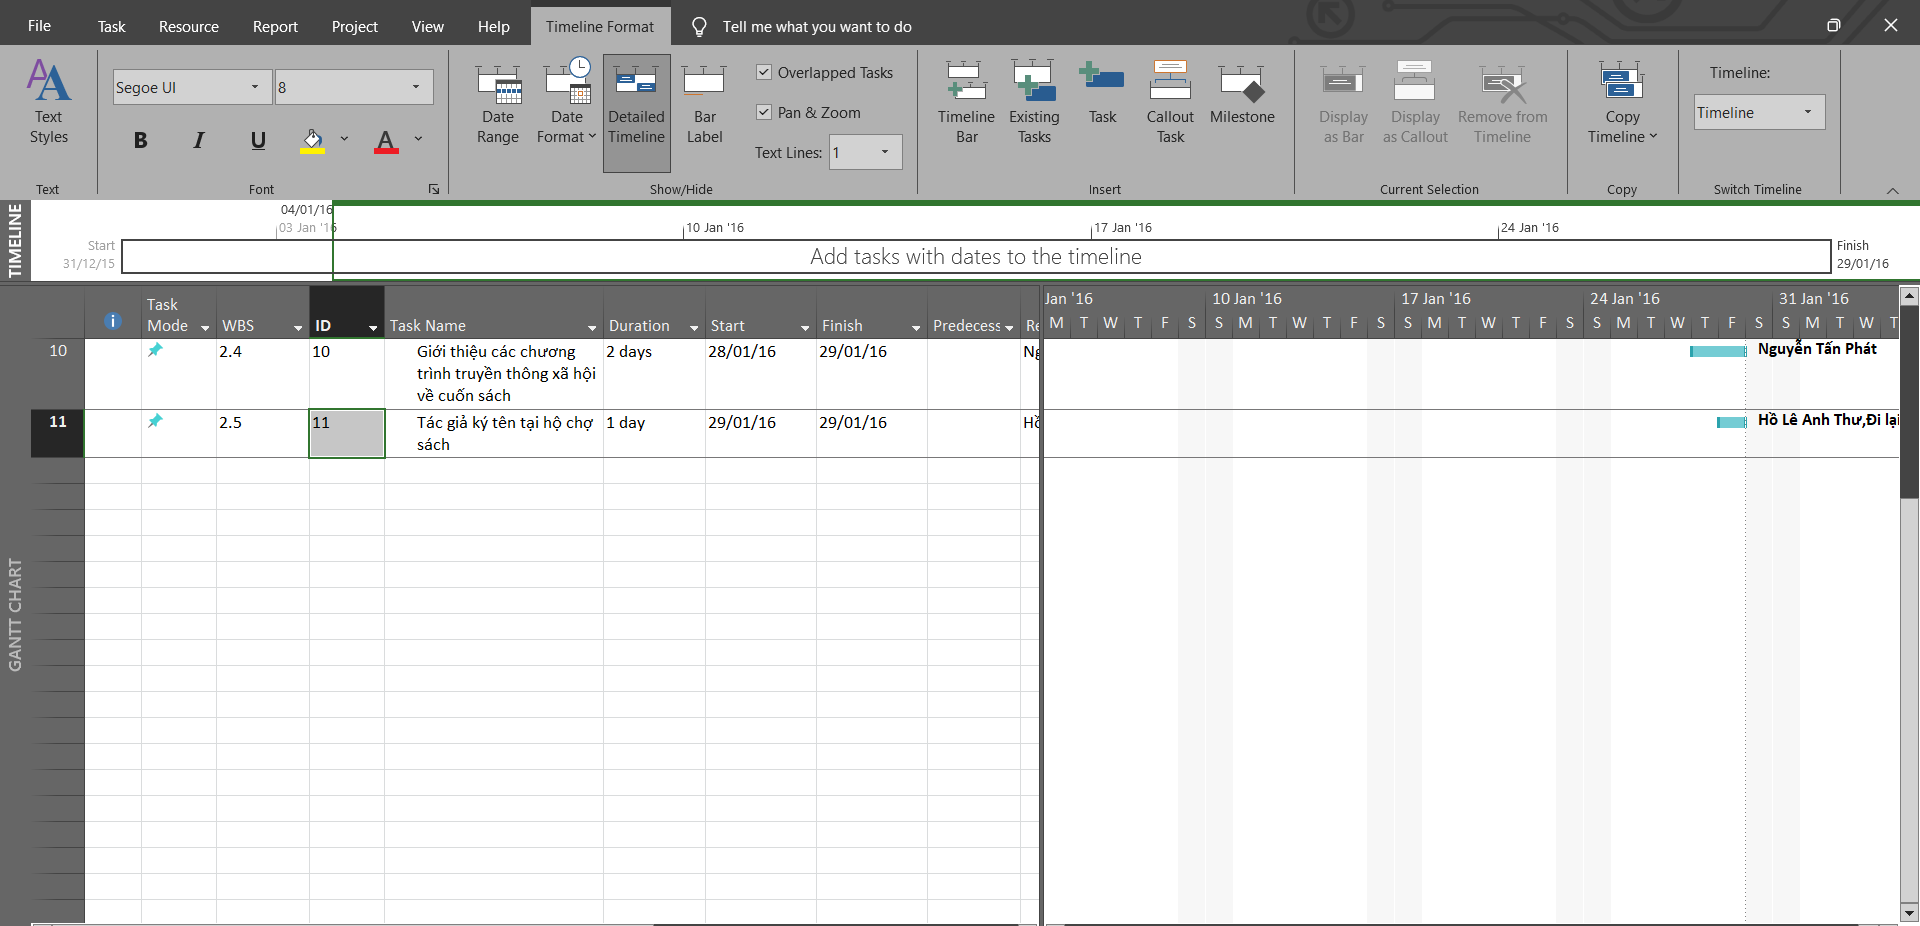 File Task Resource Report Project View Help Timeline Format Tell me what you want to do
Text Styles
Text
Segoe UI 8
B I U A
Font
Date Range
Date Format
Detailed Timeline
Bar Label
Overlapped Tasks
Pan & Zoom
Text Lines: 1
Show/Hide
Timeline Bar
Existing Tasks
Task
Callout Task
Milestone
Insert
Display as Bar
Display as Callout
Remove from Timeline
Current Selection
Copy Timeline
Copy
Timeline:
Timeline
Switch Timeline
TIMELINE
04/01/16
03 Jan '16 10 Jan '16 17 Jan '16 24 Jan '16
Start
31/12/15
Add tasks with dates to the timeline
Finish
29/01/16
GANTT CHART
Task Mode WBS ID Task Name Duration Start Finish Predecess Re
Jan '16 10 Jan '16 17 Jan '16 24 Jan '16 31 Jan '16
M T W T F S S M T W T F S S M T W T F S S M T W T F S S M T W T
10 2.4 10 Giới thiệu các chương 2 days 28/01/16 29/01/16 Ng Nguyễn Tấn Phát
trình truyền thông xã hội
về cuốn sách
11 2.5 11 Tác giả ký tên tại hộ chợ 1 day 29/01/16 29/01/16 Hồ Hồ Lê Anh Thư,Đi lại
sách